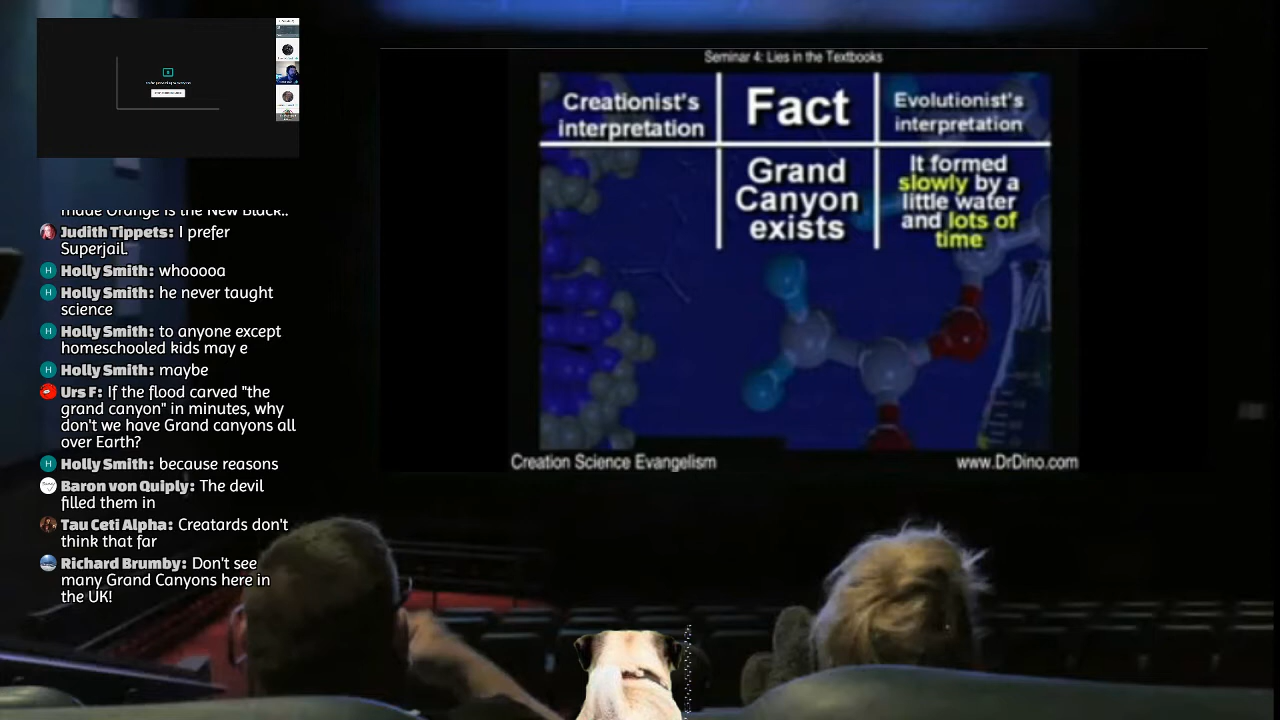 made Orange is the New Black..
Judith Tippets: I prefer
Superjail.
Holly Smith: whooooa
Holly Smith: he never taught
science
Holly Smith: to anyone except
homeschooled kids may e
Holly Smith: maybe
Urs F: If the flood carved "the
grand canyon" in minutes, why
don't we have Grand canyons all
over Earth?
Holly Smith: because reasons
Baron von Quiply: The devil
filled them in
Tau Ceti Alpha: Creatards don't
think that far
Richard Brumby: Don't see
many Grand Canyons here in
the UK!
Seminar 4: Lies in the Textbooks
Creationist's
interpretation
Fact
Evolutionist's
interpretation
Grand
Canyon
exists
It formed
slowly by a
little water
and lots of
time
Creation Science Evangelism
www.DrDino.com